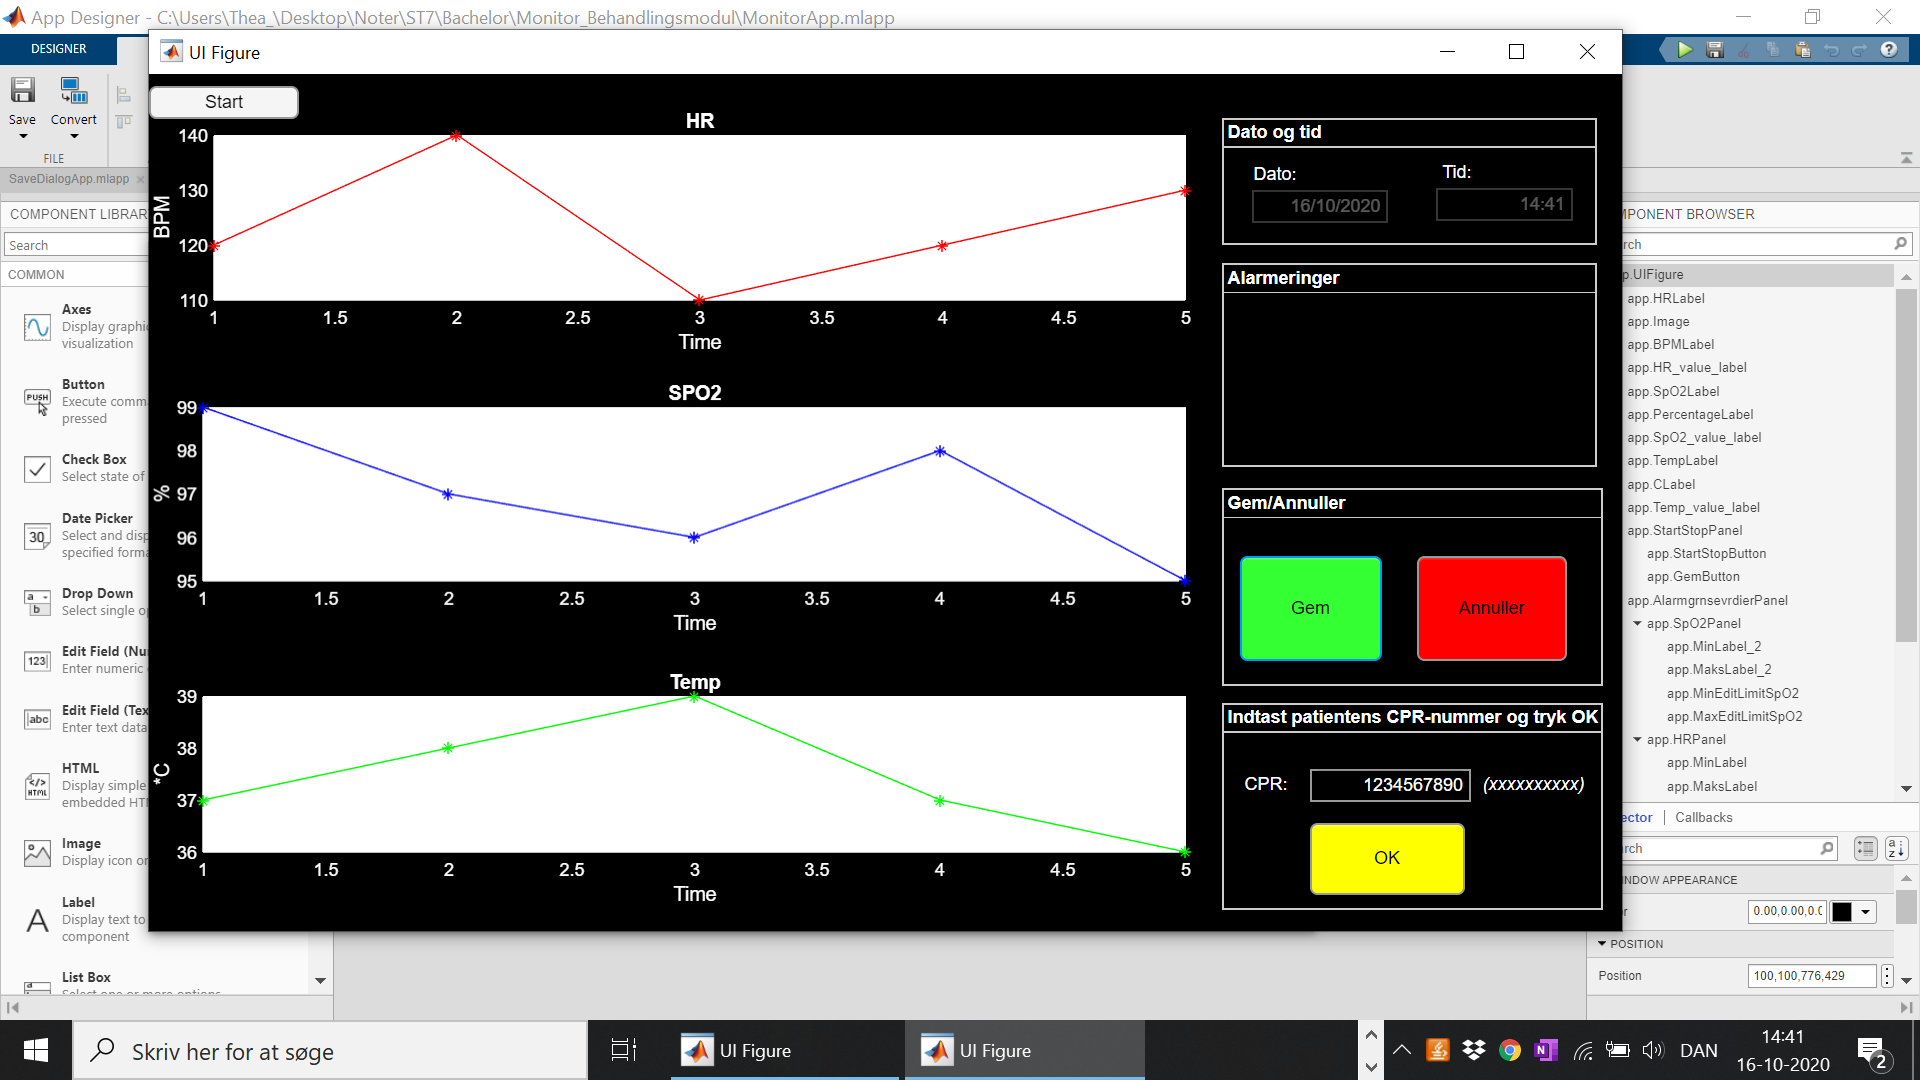 App Designer - C:\Users\Thea_\Desktop\Noter\ST7\Bachelor\Monitor_Behandlingsmodul\MonitorApp.mlapp
DESIGNER
Save
Convert
FILE
SaveDialogApp.mlapp
COMPONENT LIBRAR
Search
COMMON
Axes
Display graphi
visualization
Button
Execute comm
pressed
Check Box
Select state of
Date Picker
30
Select and disp
specified forma
Drop Down
Select single o
Edit Field (Nu
123
Enter numeric
Edit Field (Tex
abc
Enter text data
HTML
Display simple
embedded HTM
Image
Display icon or
Label
Display text to
component
List Box
UI Figure
Start
HR
BPM
140
130
120
110
1 1.5 2 2.5 3 3.5 4 4.5 5
Time
SPO2
%
99
98
97
96
95
1 1.5 2 2.5 3 3.5 4 4.5 5
Time
Temp
*C
39
38
37
36
1 1.5 2 2.5 3 3.5 4 4.5 5
Time
Dato og tid
Dato: Tid:
16/10/2020 14:41
Alarmeringer
Gem/Annuller
Gem Annuller
Indtast patientens CPR-nummer og tryk OK
CPR: 1234567890 (xxxxxxxxxx)
OK
MPONENT BROWSER
rch
p.UIFigure
app.HRLabel
app.Image
app.BPMLabel
app.HR_value_label
app.SpO2Label
app.PercentageLabel
app.SpO2_value_label
app.TempLabel
app.CLabel
app.Temp_value_label
app.StartStopPanel
app.StartStopButton
app.GemButton
app.AlarmgrnsevrdierPanel
app.SpO2Panel
app.MinLabel_2
app.MaksLabel_2
app.MinEditLimitSpO2
app.MaxEditLimitSpO2
app.HRPanel
app.MinLabel
app.MaksLabel
ector Callbacks
rch
NDOW APPEARANCE
r 0.00,0.00,0.0
POSITION
Position 100,100,776,429
Skriv her for at søge
UI Figure
UI Figure
DAN
14:41
16-10-2020
2